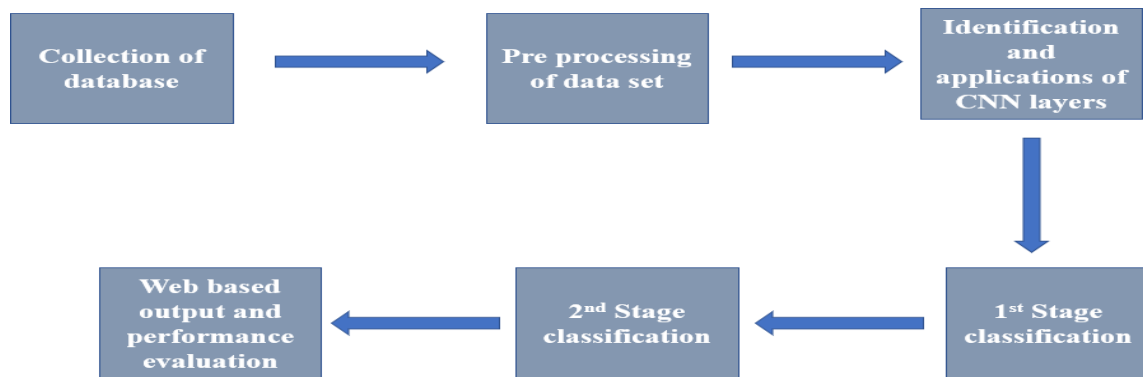 Collection of
database
Pre processing
of data set
Identification
and
applications of
CNN layers
1st Stage
classification
2nd Stage
classification
Web based
output and
performance
evaluation